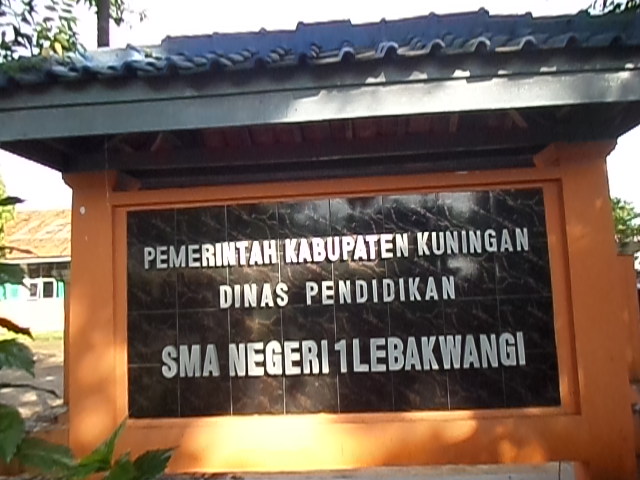 PEMERINTAH KABUPATEN KUNINGAN
DINAS PENDIDIKAN
SMA NEGERI 1 LEBAKWANGI